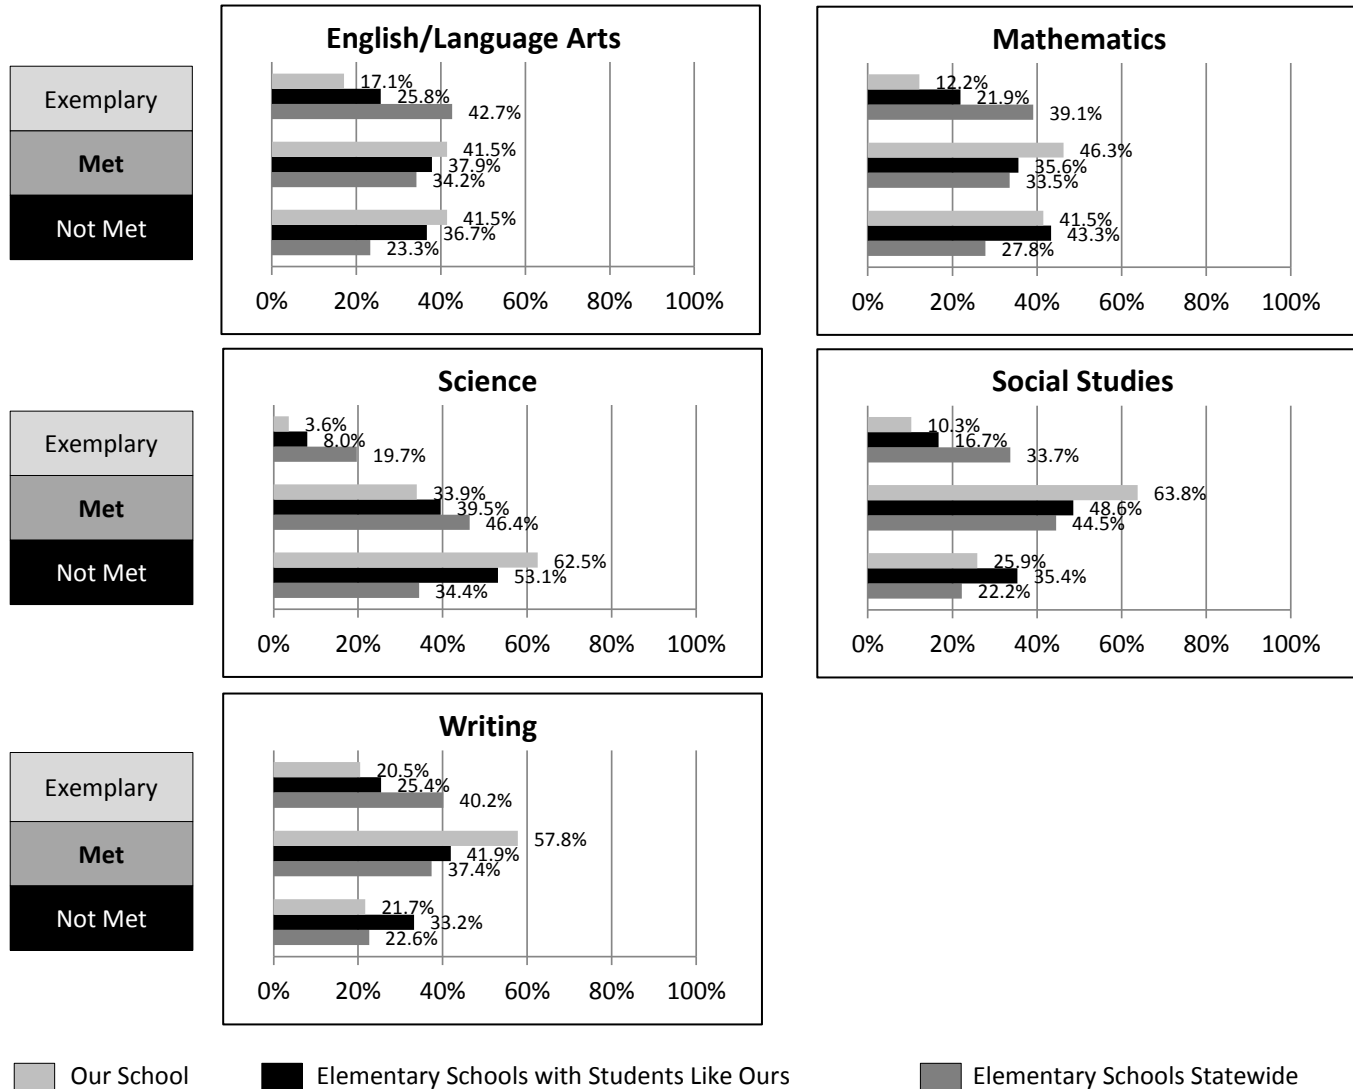 English/Language Arts
Exemplary
Met
Not Met
17.1%
25.8%
42.7%
41.5%
37.9%
34.2%
41.5%
36.7%
23.3%
0% 20% 40% 60% 80% 100%
Mathematics
12.2%
21.9%
39.1%
46.3%
35.6%
33.5%
41.5%
43.3%
27.8%
0% 20% 40% 60% 80% 100%
Science
Exemplary
Met
Not Met
3.6%
8.0%
19.7%
33.9%
39.5%
46.4%
62.5%
53.1%
34.4%
0% 20% 40% 60% 80% 100%
Social Studies
10.3%
16.7%
33.7%
63.8%
48.6%
44.5%
25.9%
35.4%
22.2%
0% 20% 40% 60% 80% 100%
Writing
Exemplary
Met
Not Met
20.5%
25.4%
40.2%
57.8%
41.9%
37.4%
21.7%
33.2%
22.6%
0% 20% 40% 60% 80% 100%
Our School Elementary Schools with Students Like Ours Elementary Schools Statewide